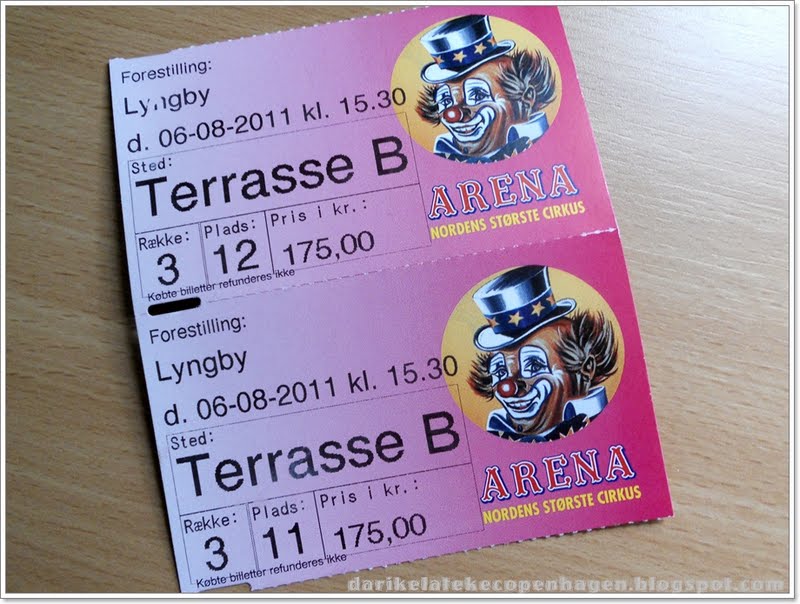 Forestilling:
Lyngby
d. 06-08-2011 kl. 15.30
Sted:
Terrasse B
Række: Plads: Pris i kr.:
3 12 175,00
Købte billetter refunderes ikke
ARENA
NORDENS STØRSTE CIRKUS
Forestilling:
Lyngby
d. 06-08-2011 kl. 15.30
Sted:
Terrasse B
Række: Plads: Pris i kr.:
3 11 175,00
Købte billetter refunderes ikke
ARENA
NORDENS STØRSTE CIRKUS
darikelatekecopenhagen.blogspot.com